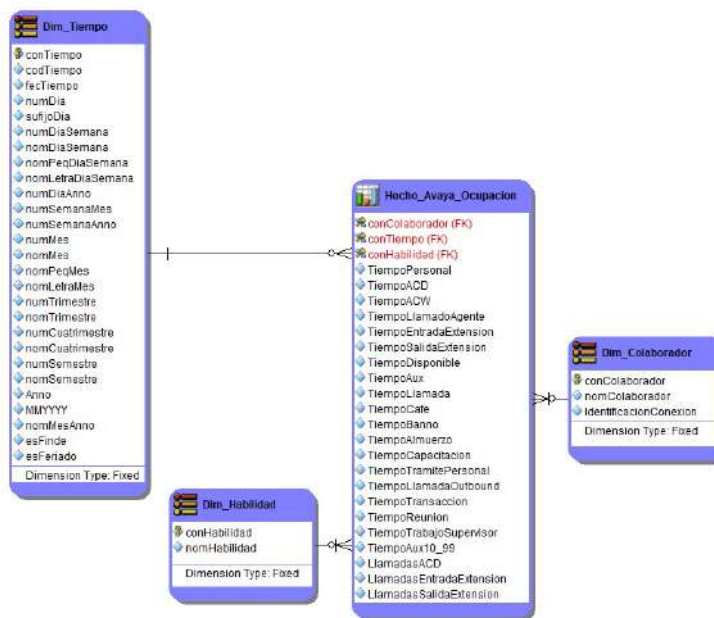 Dim_Tiempo
conTiempo
codTiempo
fecTiempo
numDia
sufijoDia
numDiaSemana
nomDiaSemana
nomPeqDiaSemana
nomLetraDiaSemana
numDiaAnno
numSemanaMes
numSemanaAnno
numMes
nomMes
nomPeqMes
nomLetraMes
numTrimestre
nomTrimestre
numCuatrimestre
nomCuatrimestre
numSemestre
nomSemestre
Anno
MMYYYY
nomMesAnno
esFinde
esFeriado
Dimension Type: Fixed
Hecho_Avaya_Ocupacion
conColaborador (FK)
conTiempo (FK)
conHabilidad (FK)
TiempoPersonal
TiempoACD
TiempoACW
TiempoLlamadoAgente
TiempoEntradaExtension
TiempoSalidaExtension
TiempoDisponible
TiempoAux
TiempoLlamada
TiempoCafe
TiempoBanno
TiempoAlmuerzo
TiempoCapacitacion
TiempoTramitePersonal
TiempoLlamadaOutbound
TiempoTransaccion
TiempoReunion
TiempoTrabajoSupervisor
TiempoAux10_99
LlamadasACD
LlamadasEntradaExtension
LlamadasSalidaExtension
Dim_Colaborador
conColaborador
nomColaborador
IdentificacionConexion
Dimension Type: Fixed
Dim_Habilidad
conHabilidad
nomHabilidad
Dimension Type: Fixed